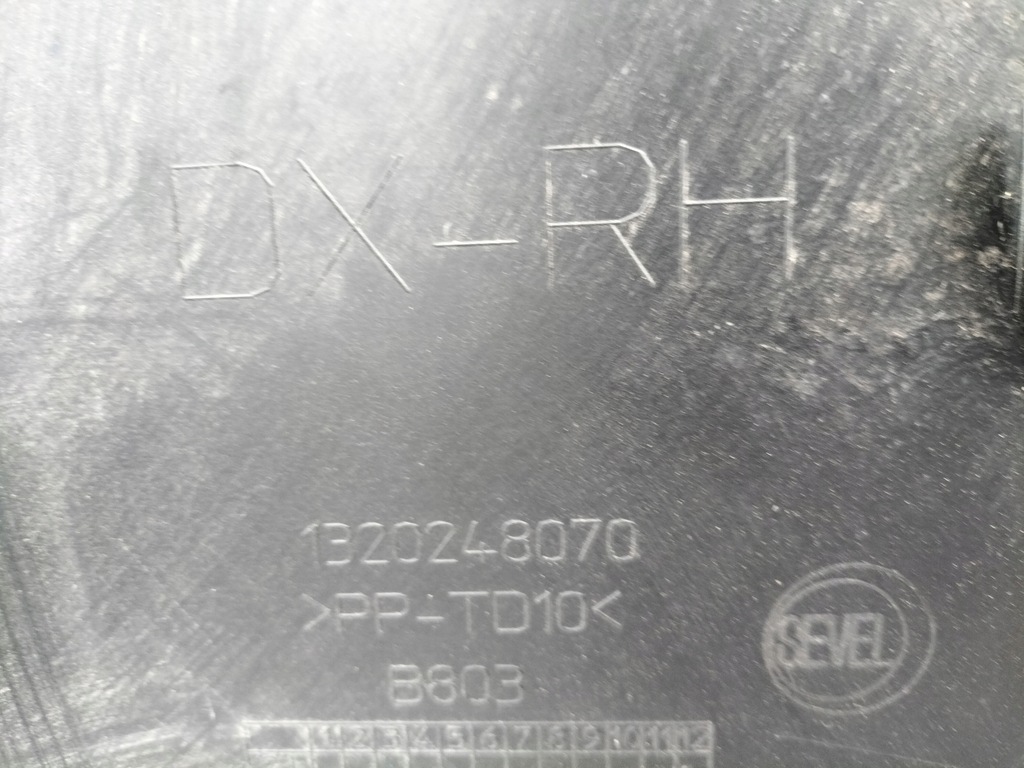 DX-RH
1320248070
>PP-TD10<
SEVEL
B803
1 2 3 4 5 6 7 8 9 10 11 12